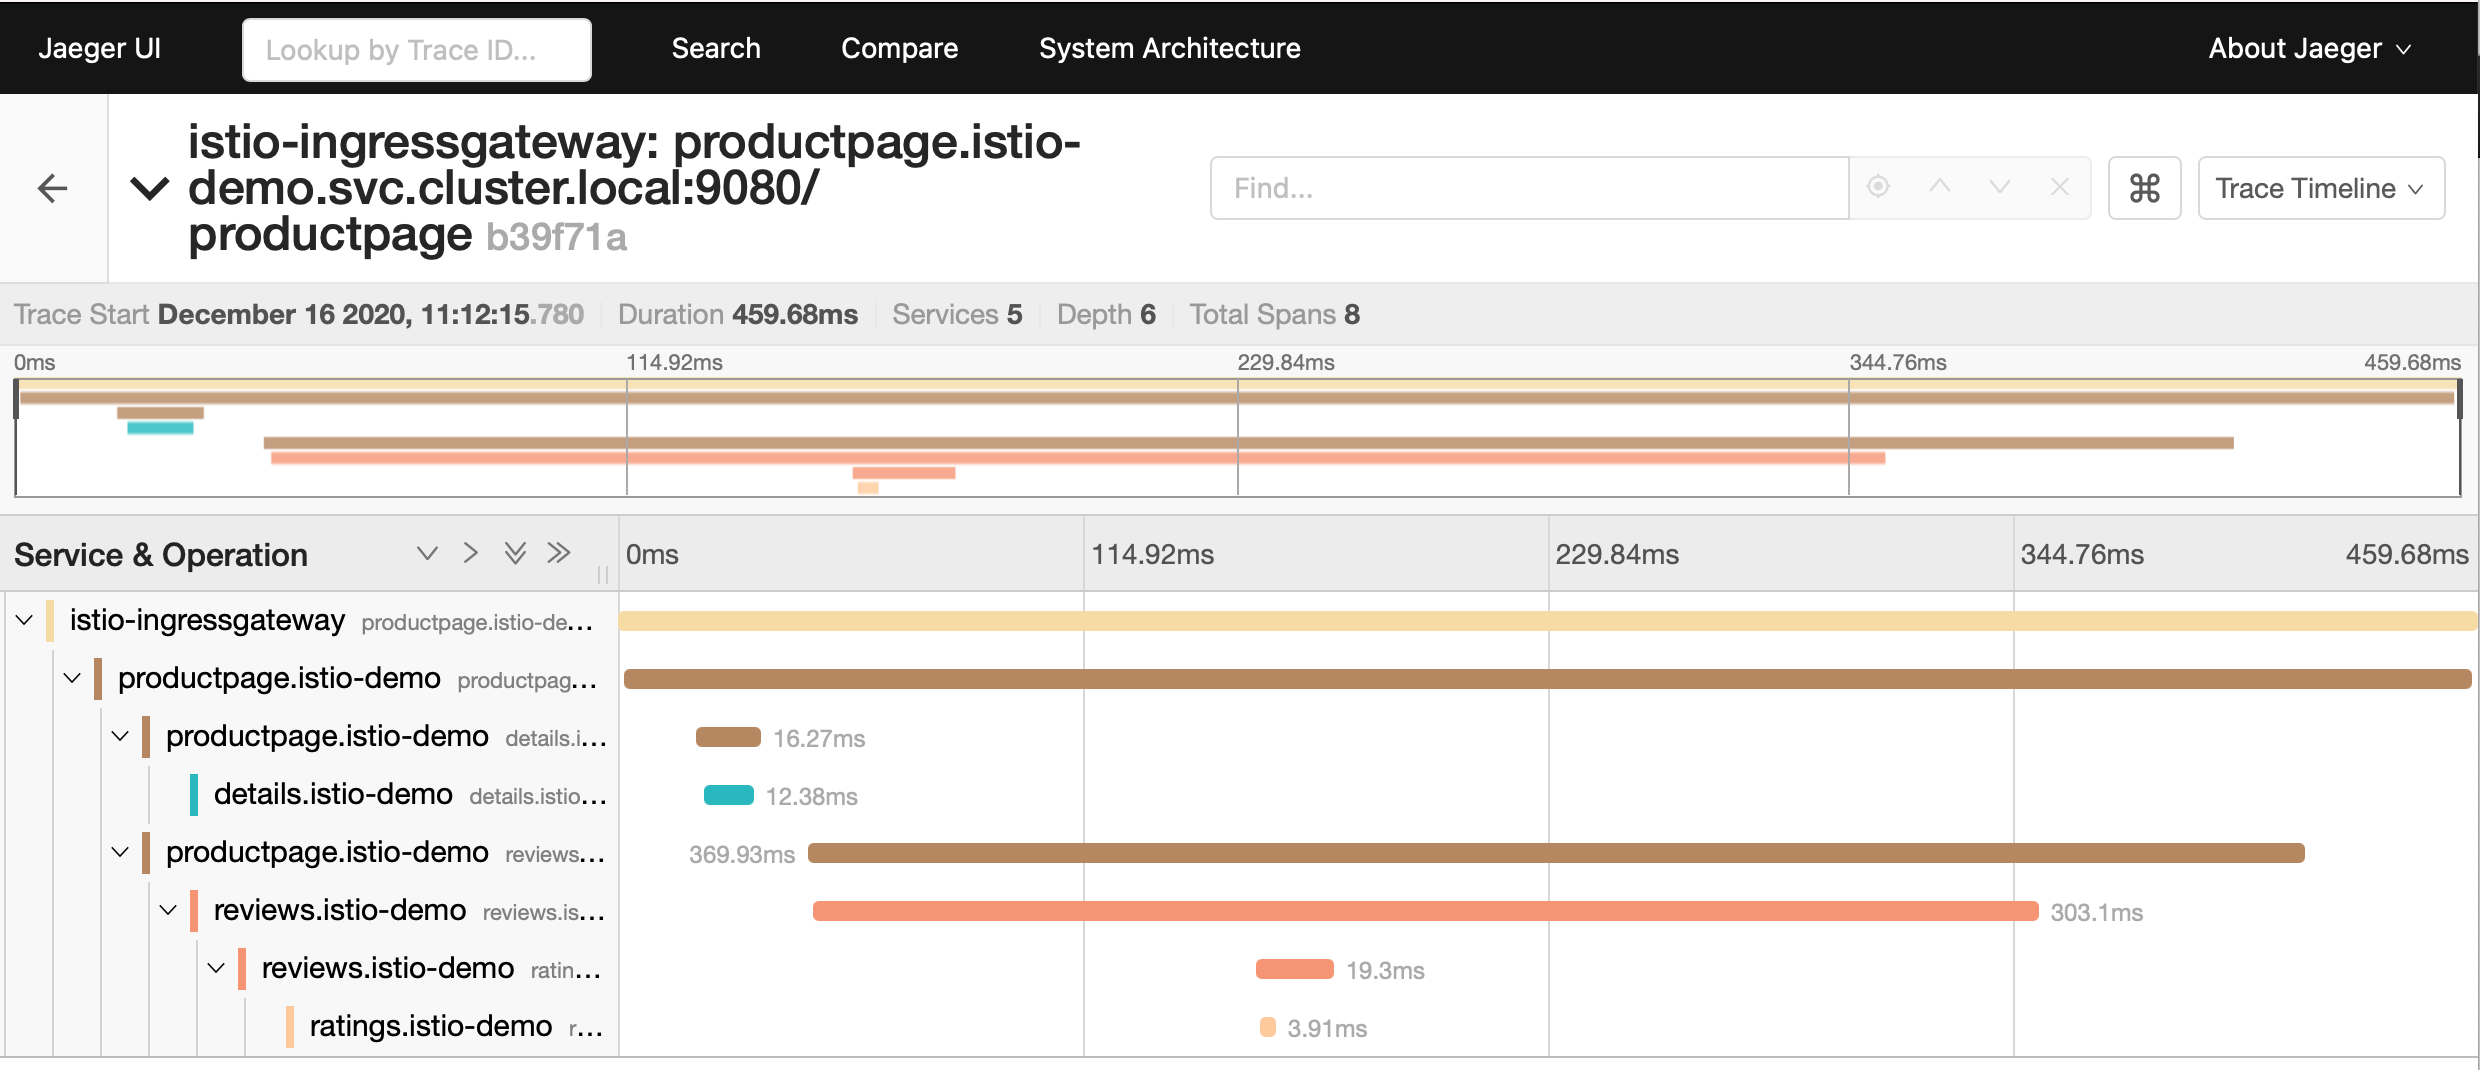 Jaeger UI Lookup by Trace ID... Search Compare System Architecture About Jaeger
istio-ingressgateway: productpage.istio-
demo.svc.cluster.local:9080/
productpage b39f71a
Find...
⌘
Trace Timeline
Trace Start December 16 2020, 11:12:15.780 Duration 459.68ms Services 5 Depth 6 Total Spans 8
0ms 114.92ms 229.84ms 344.76ms 459.68ms
Service & Operation 0ms 114.92ms 229.84ms 344.76ms 459.68ms
istio-ingressgateway productpage.istio-de...
productpage.istio-demo productpag...
productpage.istio-demo details.i... 16.27ms
details.istio-demo details.istio... 12.38ms
productpage.istio-demo reviews... 369.93ms
reviews.istio-demo reviews.is... 303.1ms
reviews.istio-demo ratin... 19.3ms
ratings.istio-demo r... 3.91ms